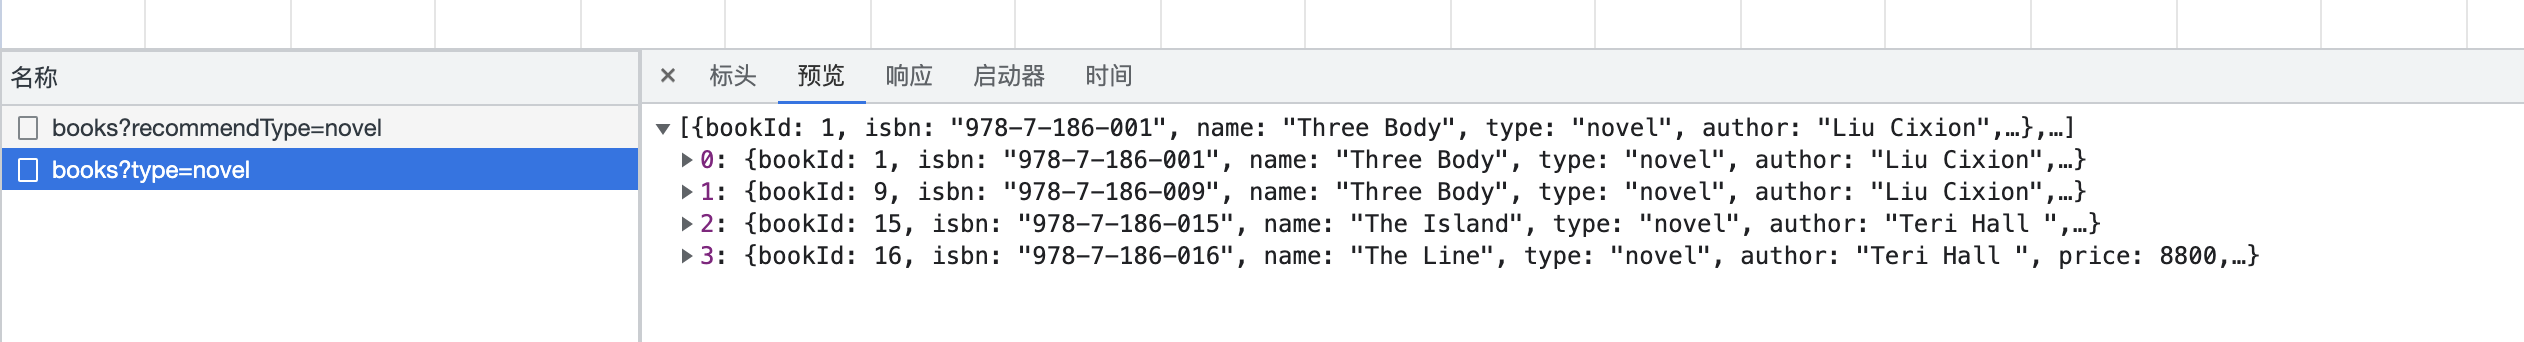 名称
books?recommendType=novel
books?type=novel
× 标头 预览 响应 启动器 时间
▼[{bookId: 1, isbn: "978-7-186-001", name: "Three Body", type: "novel", author: "Liu Cixion",…},…]
▶0: {bookId: 1, isbn: "978-7-186-001", name: "Three Body", type: "novel", author: "Liu Cixion",…}
▶1: {bookId: 9, isbn: "978-7-186-009", name: "Three Body", type: "novel", author: "Liu Cixion",…}
▶2: {bookId: 15, isbn: "978-7-186-015", name: "The Island", type: "novel", author: "Teri Hall ",…}
▶3: {bookId: 16, isbn: "978-7-186-016", name: "The Line", type: "novel", author: "Teri Hall ", price: 8800,…}